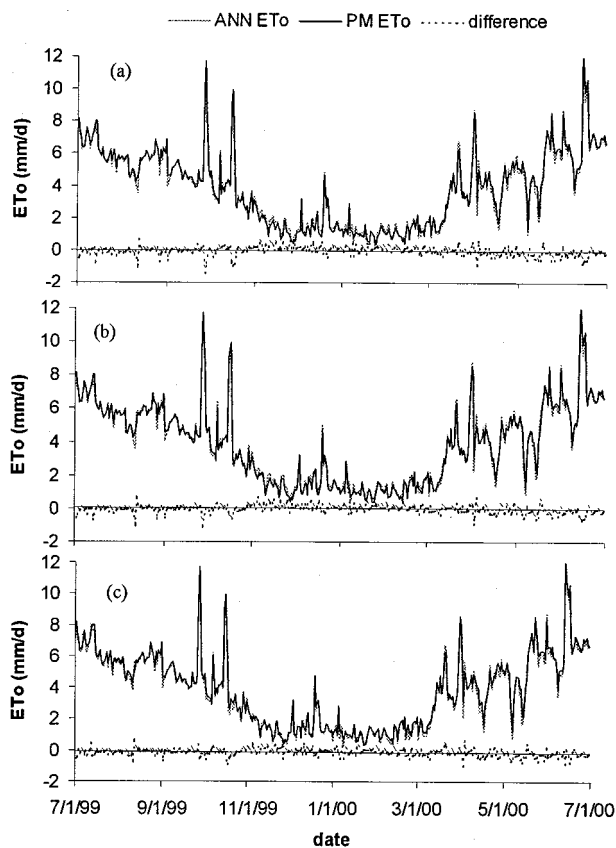 ANN ETo PM ETo difference
(a)
12
10
8
6
4
2
0
-2
ETo (mm/d)
(b)
12
10
8
6
4
2
0
-2
ETo (mm/d)
(c)
12
10
8
6
4
2
0
-2
ETo (mm/d)
7/1/99 9/1/99 11/1/99 1/1/00 3/1/00 5/1/00 7/1/00
date